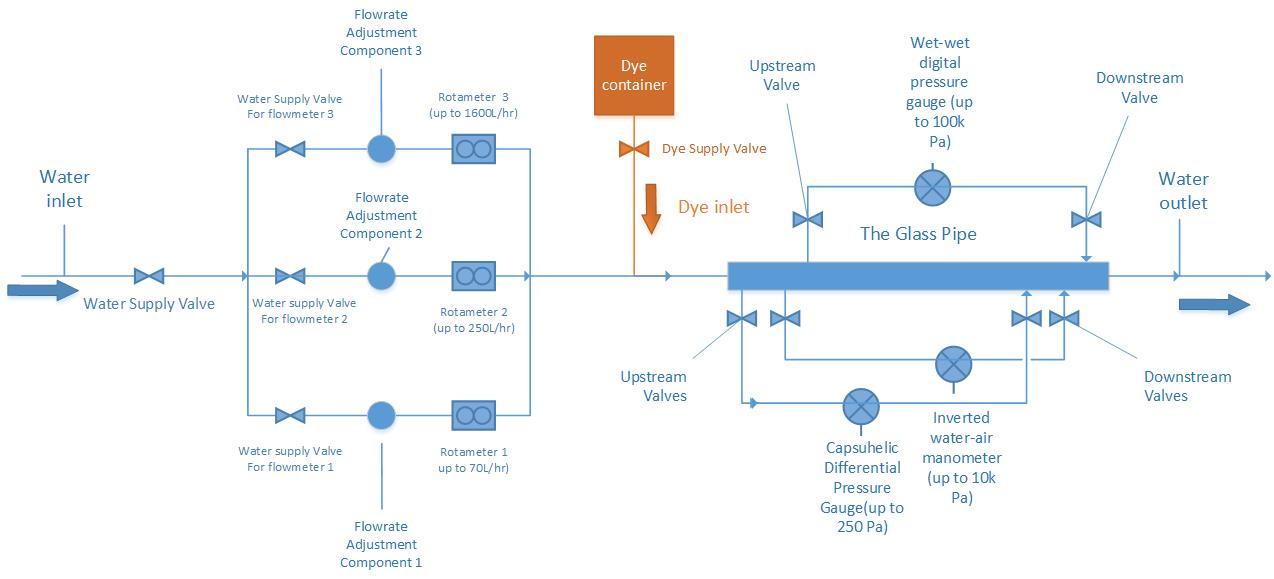 Flowrate
Adjustment
Component 3
Water Supply Valve
For flowmeter 3
Rotameter  3
(up to 1600L/hr)
Dye
container
Dye Supply Valve
Dye inlet
Upstream
Valve
Wet-wet
digital
pressure
gauge (up
to 100k
Pa)
Downstream
Valve
Water
inlet
Water Supply Valve
Flowrate
Adjustment
Component 2
Water supply Valve
For flowmeter 2
Rotameter 2
(up to 250L/hr)
The Glass Pipe
Water
outlet
Upstream
Valves
Downstream
Valves
Water supply Valve
For flowmeter 1
Rotameter 1
up to 70L/hr)
Flowrate
Adjustment
Component 1
Capsuhelic
Differential
Pressure
Gauge(up to
250 Pa)
Inverted
water-air
manometer
(up to 10k
Pa)